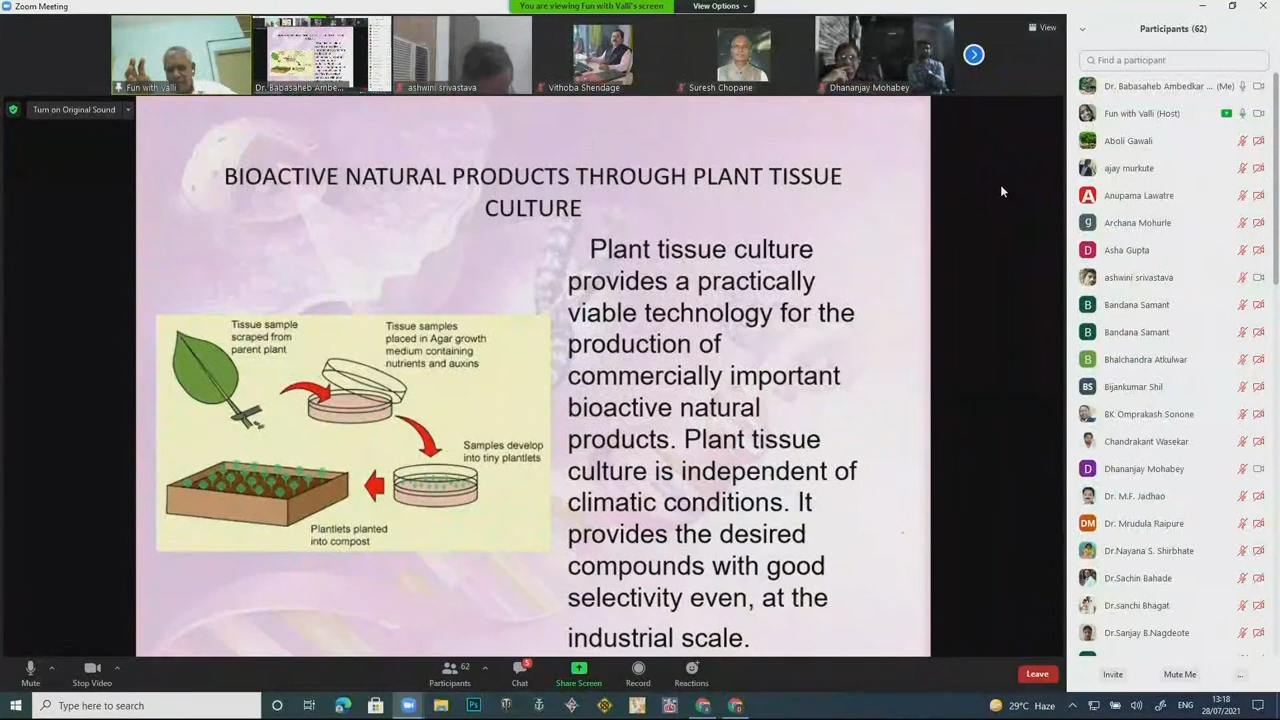 Zoom Meeting
You are viewing Fun with Valli's screen
View Options
View
Fun with Valli
Dr. Babasaheb Ambe...
ashwini srivastava
Vithoba Shendage
Suresh Chopane
Dhananjay Mohabey
Turn on Original Sound
BIOACTIVE NATURAL PRODUCTS THROUGH PLANT TISSUE
CULTURE
Plant tissue culture
provides a practically
viable technology for the
production of
commercially important
bioactive natural
products. Plant tissue
culture is independent of
climatic conditions. It
provides the desired
compounds with good
selectivity even, at the
industrial scale.
Tissue sample
scraped from
parent plant
Tissue samples
placed in Agar growth
medium containing
nutrients and auxins
Samples develop
into tiny plantlets
Plantlets planted
into compost
Participants (62)
Find a participant
Dr. Babasaheb Ambedkar ... (Me)
Fun with Valli (Host)
Aboli Gawali
ajay murkute
A Anupama Lawatre
g Archana Mohurle
D Asha Gupta
ashwini srivastava
B Bandana Samant
B Bandana Samant
B Bhalchandra Atkulwar
BS Bijankumar Shil
BK Omprakash Sonone
Chandrakant Wasekar
D Dhananjay Mohabey
Dr. M.F. Jadhao
DM Dr. Mrudula Raipure
Dr.Nayana S. Shirbhate
Dr.Sachin Bahade
Dr.sanchi Bhagat
Dr.Sanjay B.Nagdeote
Invite
Mute Me
...
Mute
Stop Video
62
Participants
5
Chat
Share Screen
Record
Reactions
Leave
Type here to search
Ps
29°C Haze
ENG
13:18
28/07/2021